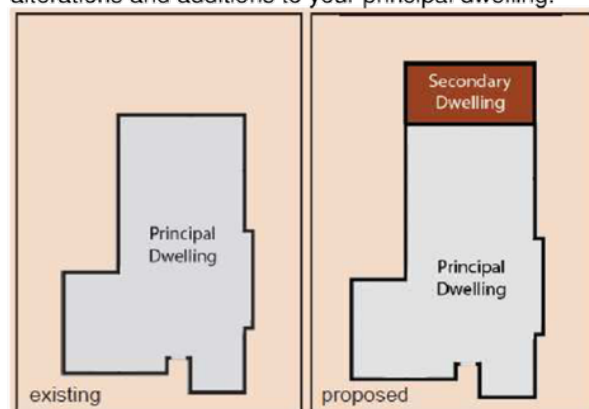 alterations and additions to your principal dwelling.
Principal
Dwelling
existing
Secondary
Dwelling
Principal
Dwelling
proposed